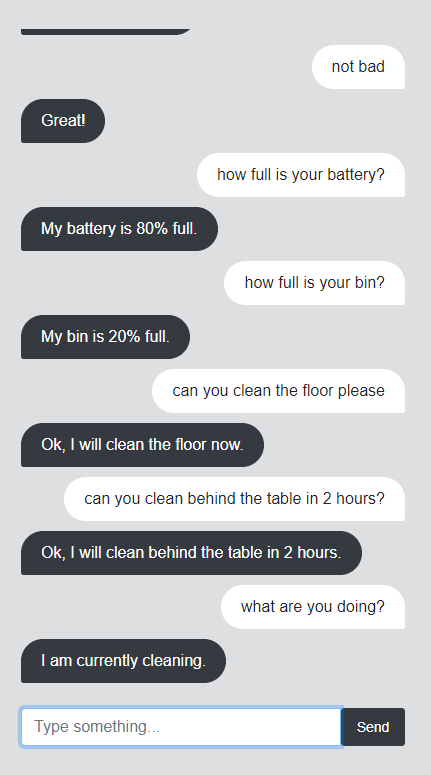 not bad
Great!
how full is your battery?
My battery is 80% full.
how full is your bin?
My bin is 20% full.
can you clean the floor please
Ok, I will clean the floor now.
can you clean behind the table in 2 hours?
Ok, I will clean behind the table in 2 hours.
what are you doing?
I am currently cleaning.
Type something...
Send